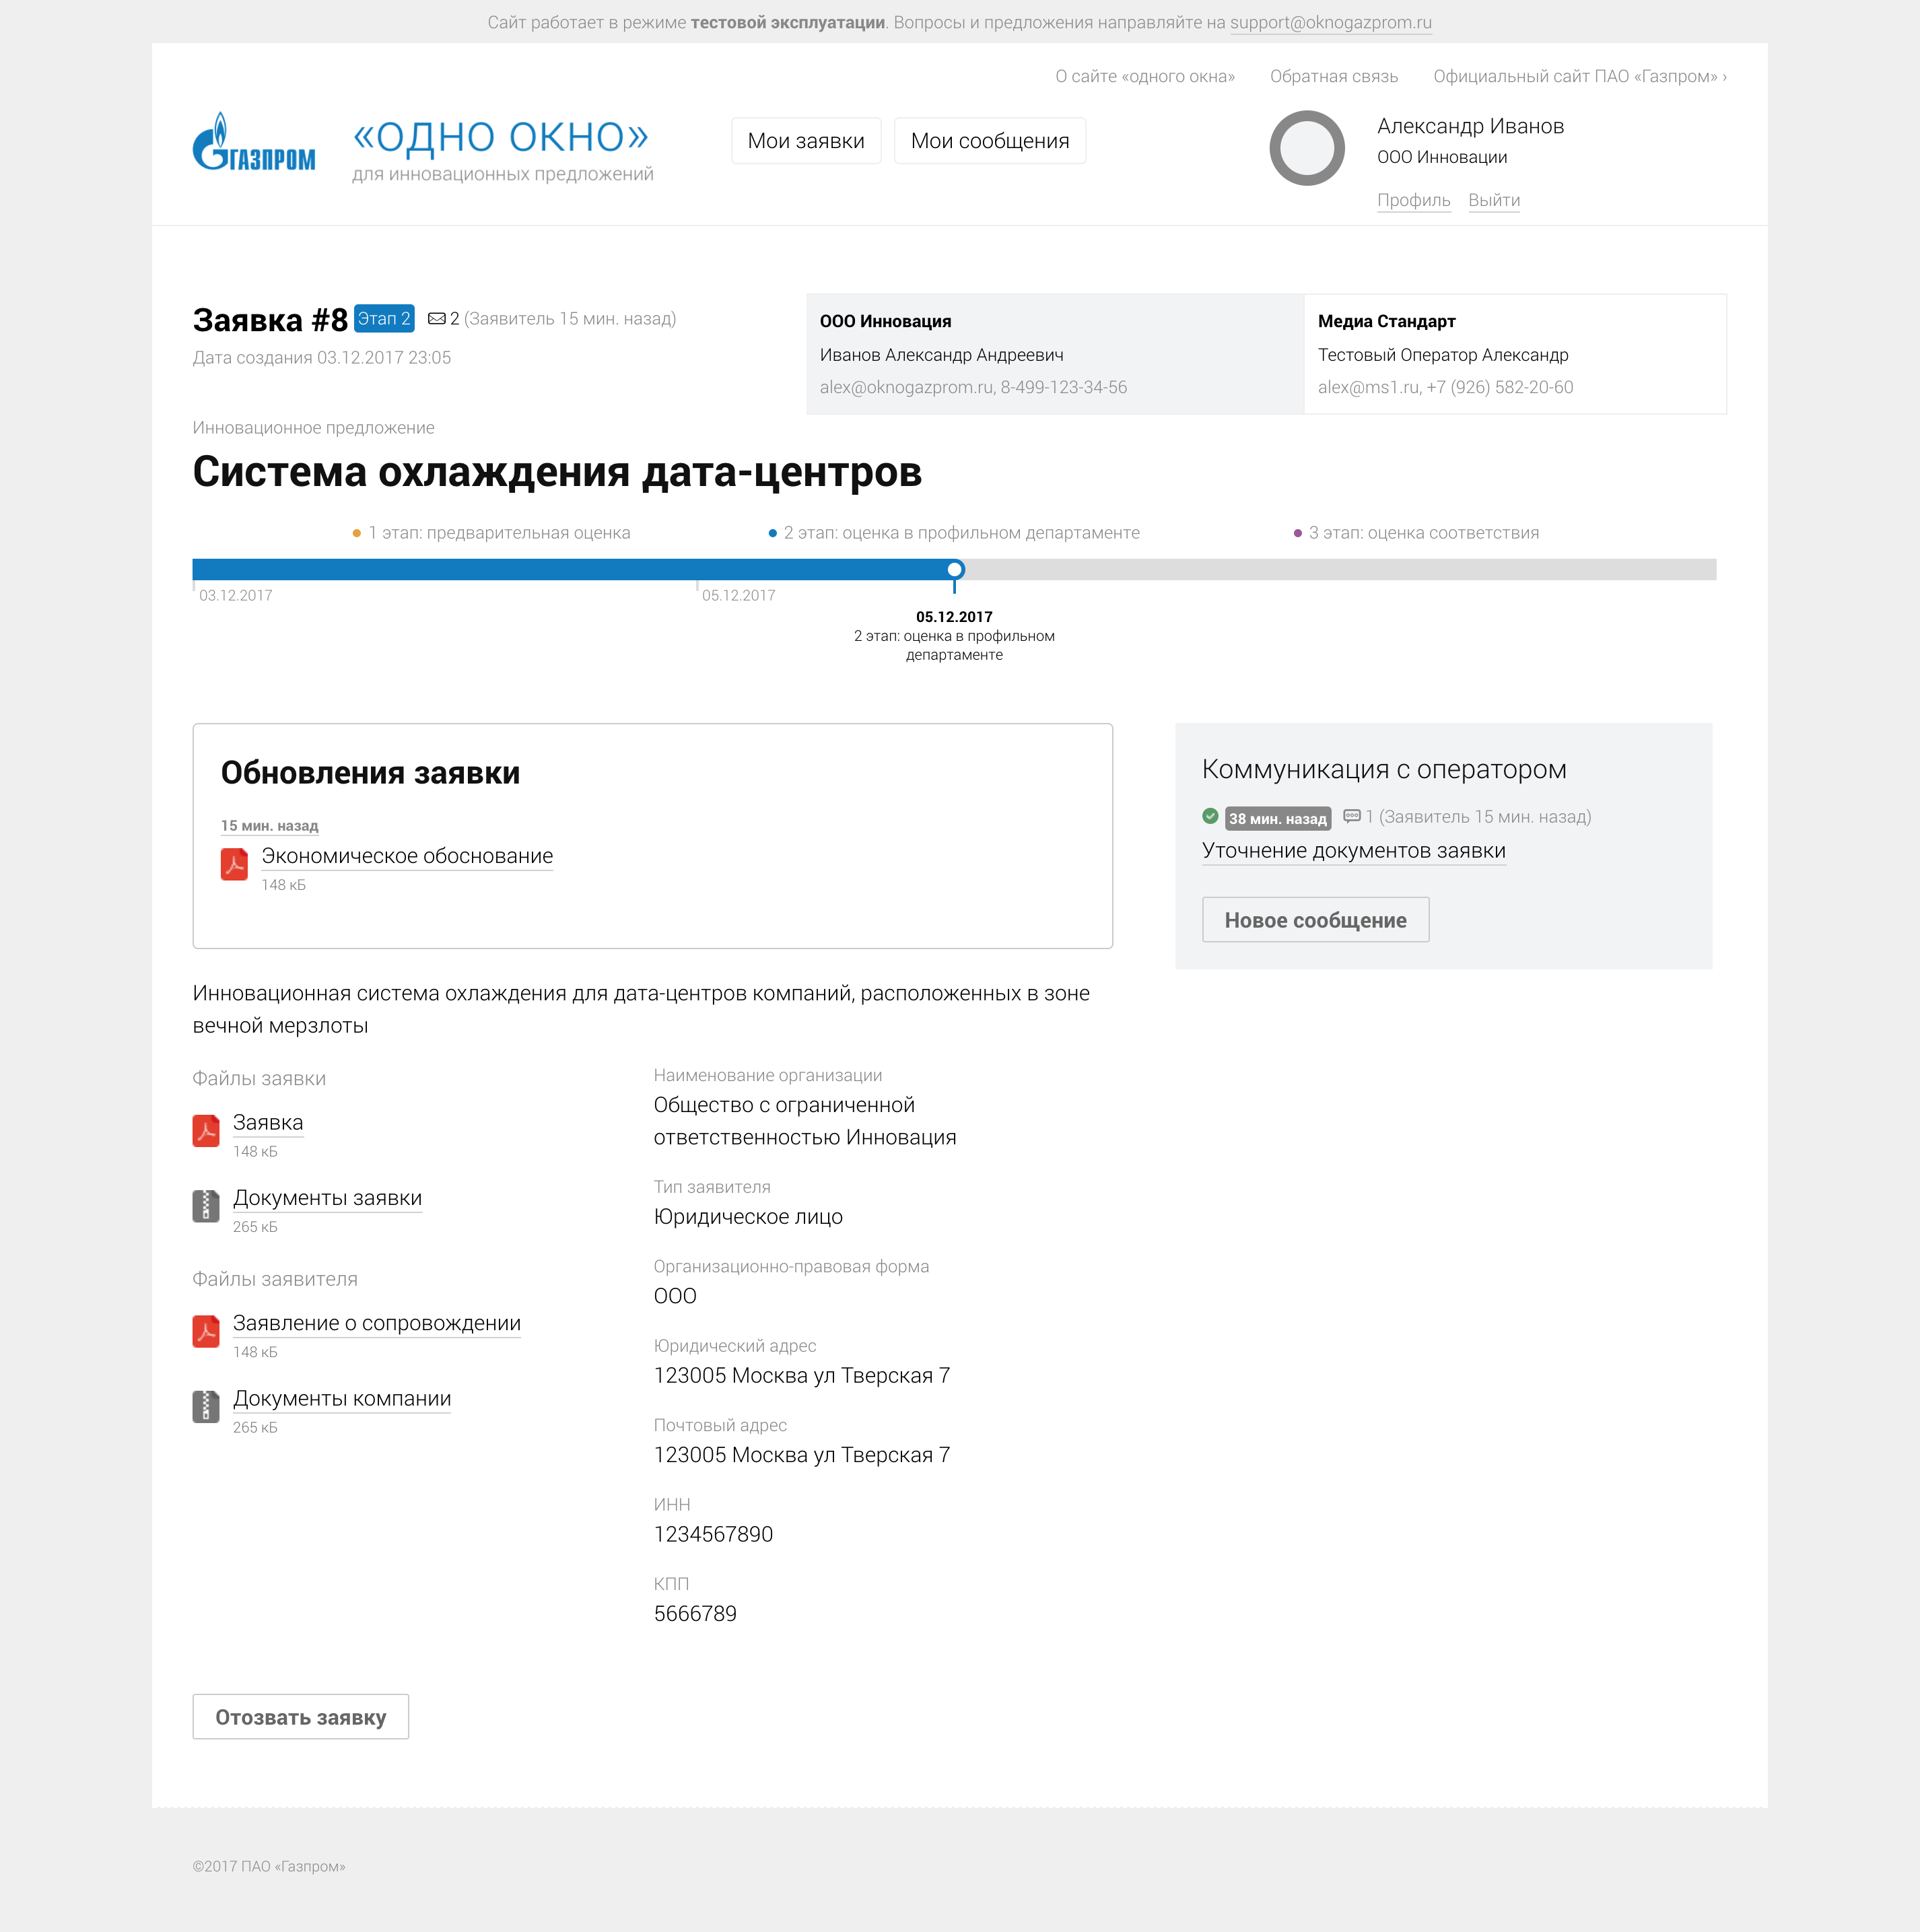 Сайт работает в режиме тестовой эксплуатации. Вопросы и предложения направляйте на support@oknogazprom.ru
О сайте «одного окна» Обратная связь Официальный сайт ПАО «Газпром» ›
ГАЗПРОМ
«ОДНО ОКНО»
для инновационных предложений
Мои заявки
Мои сообщения
Александр Иванов
ООО Инновации
Профиль Выйти
Заявка #8 Этап 2 2 (Заявитель 15 мин. назад)
Дата создания 03.12.2017 23:05
ООО Инновация
Иванов Александр Андреевич
alex@oknogazprom.ru, 8-499-123-34-56
Медиа Стандарт
Тестовый Оператор Александр
alex@ms1.ru, +7 (926) 582-20-60
Инновационное предложение
Система охлаждения дата-центров
1 этап: предварительная оценка
2 этап: оценка в профильном департаменте
3 этап: оценка соответствия
03.12.2017
05.12.2017
05.12.2017
2 этап: оценка в профильном
департаменте
Обновления заявки
15 мин. назад
Экономическое обоснование
148 кБ
Коммуникация с оператором
38 мин. назад 1 (Заявитель 15 мин. назад)
Уточнение документов заявки
Новое сообщение
Инновационная система охлаждения для дата-центров компаний, расположенных в зоне
вечной мерзлоты
Файлы заявки
Заявка
148 кБ
Документы заявки
265 кБ
Файлы заявителя
Заявление о сопровождении
148 кБ
Документы компании
265 кБ
Наименование организации
Общество с ограниченной
ответственностью Инновация
Тип заявителя
Юридическое лицо
Организационно-правовая форма
ООО
Юридический адрес
123005 Москва ул Тверская 7
Почтовый адрес
123005 Москва ул Тверская 7
ИНН
1234567890
КПП
5666789
Отозвать заявку
©2017 ПАО «Газпром»